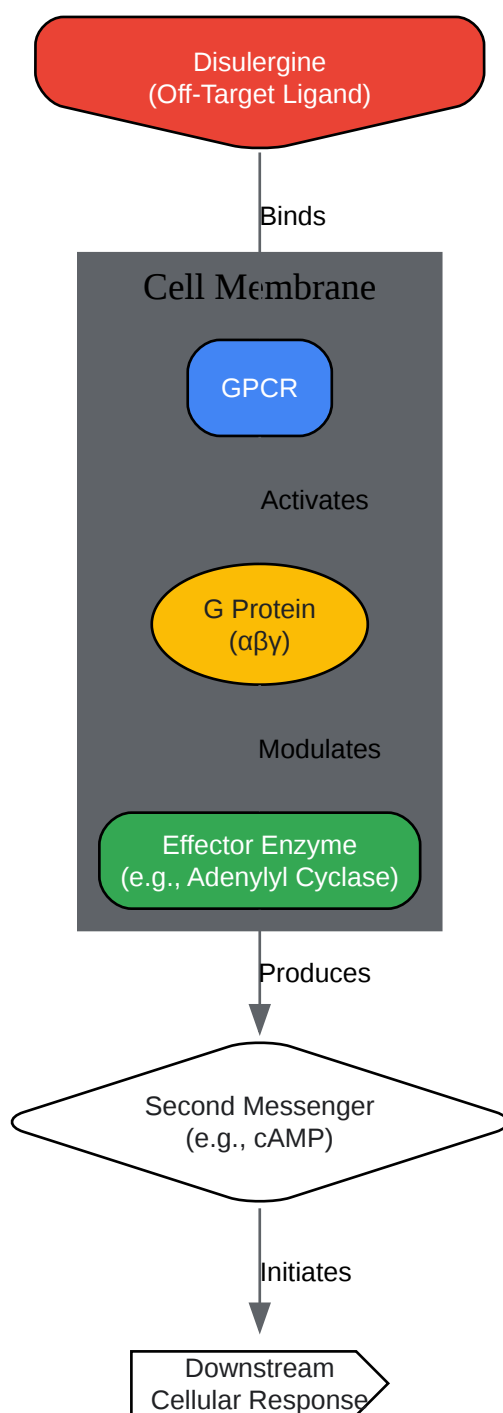 Disulergine
(Off-Target Ligand)
Binds
Cell Membrane
GPCR
Activates
G Protein
(αβγ)
Modulates
Effector Enzyme
(e.g., Adenylyl Cyclase)
Produces
Second Messenger
(e.g., cAMP)
Initiates
Downstream
Cellular Response